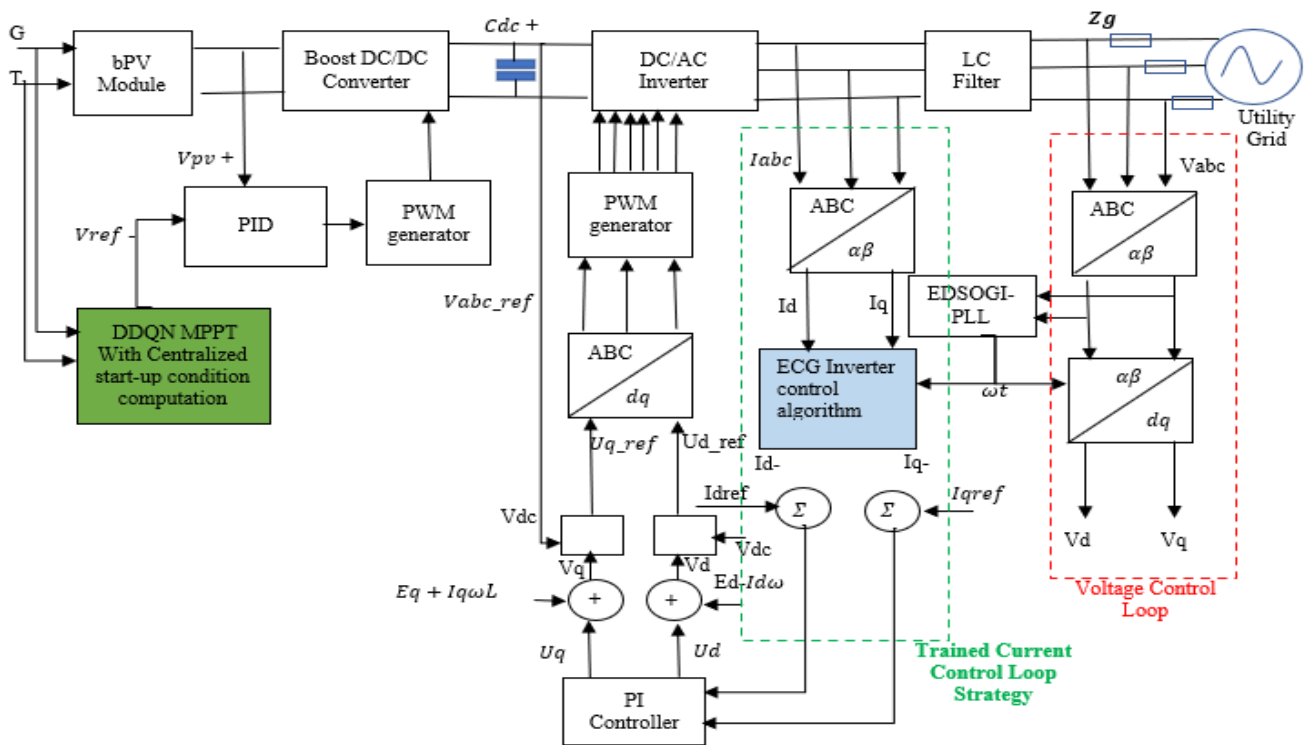 G
T
bPV
Module
Boost DC/DC
Converter
Cdc +
DC/AC
Inverter
LC
Filter
Zg
Utility
Grid
Vpv +
Vref -
PID
PWM
generator
PWM
generator
Iabc
Vabc
ABC
αβ
ABC
αβ
DDQN MPPT
With Centralized
start-up condition
computation
Vabc_ref
Id
Iq
EDSOGI-
PLL
ABC
dq
ECG Inverter
control
algorithm
ωt
αβ
dq
Uq_ref
Ud_ref
Id-
Iq-
Idref
Σ
Σ
Iqref
Vdc
Vdc
Vq
Vd
Vd
Vq
Eq + IqωL
+
+
Ed-Idω
Voltage Control
Loop
Uq
Ud
Trained Current
Control Loop
Strategy
PI
Controller